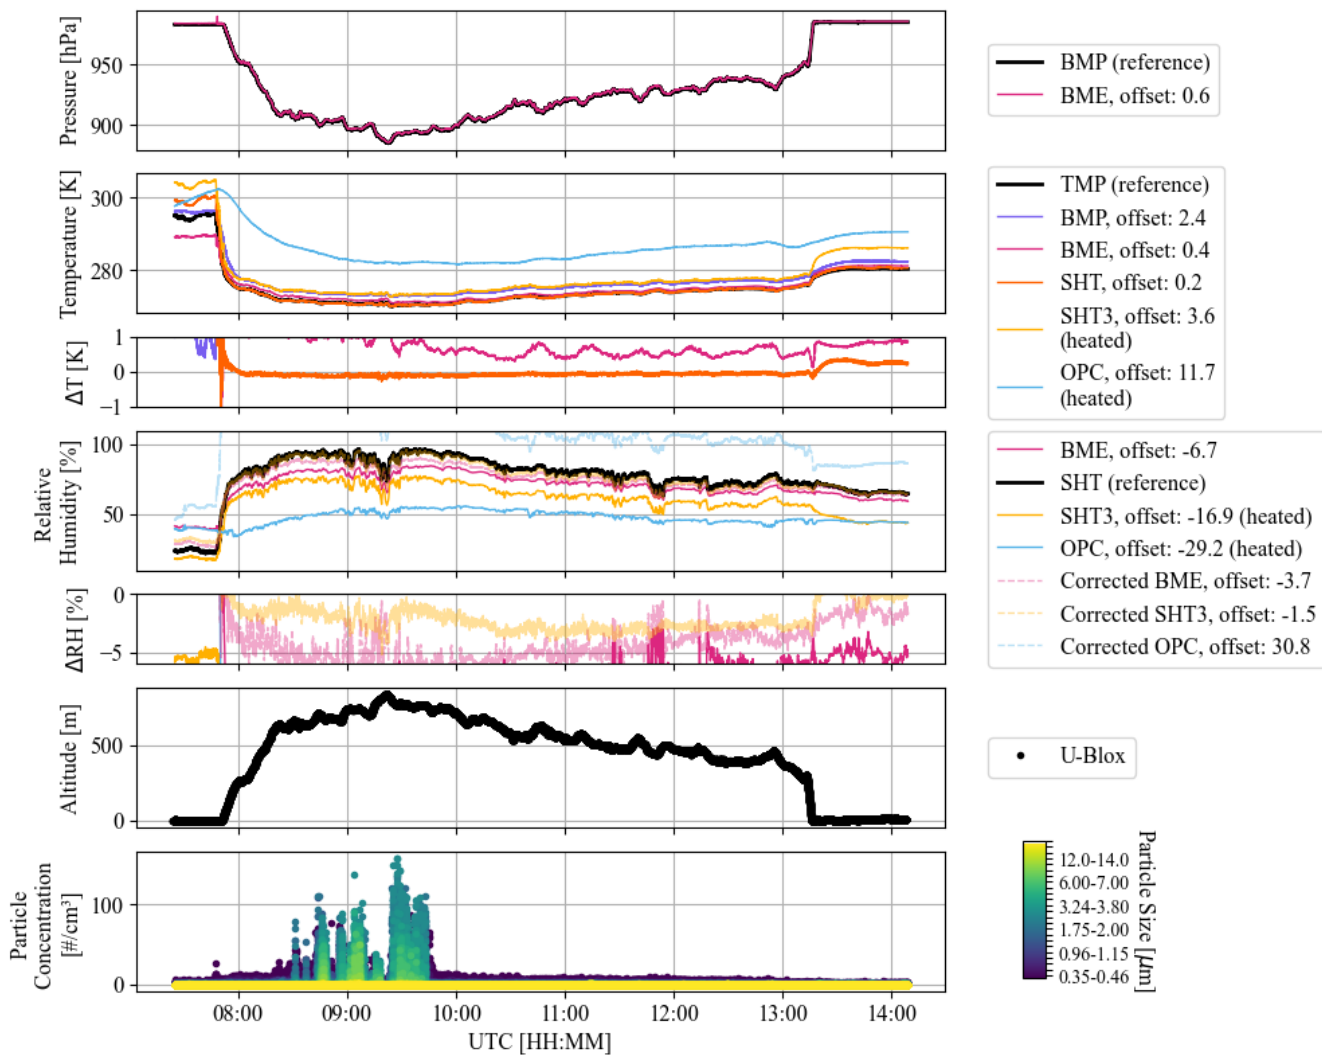 Pressure [hPa]
950
900
BMP (reference)
BME, offset: 0.6
Temperature [K]
300
280
TMP (reference)
BMP, offset: 2.4
BME, offset: 0.4
SHT, offset: 0.2
SHT3, offset: 3.6
(heated)
OPC, offset: 11.7
(heated)
ΔT [K]
1
0
−1
Relative
Humidity [%]
100
50
BME, offset: -6.7
SHT (reference)
SHT3, offset: -16.9 (heated)
OPC, offset: -29.2 (heated)
Corrected BME, offset: -3.7
Corrected SHT3, offset: -1.5
Corrected OPC, offset: 30.8
ΔRH [%]
0
−5
Altitude [m]
500
0
U-Blox
Particle
Concentration
[#/cm³]
100
0
12.0-14.0
6.00-7.00
3.24-3.80
1.75-2.00
0.96-1.15
0.35-0.46
Particle Size [μm]
08:00 09:00 10:00 11:00 12:00 13:00 14:00
UTC [HH:MM]